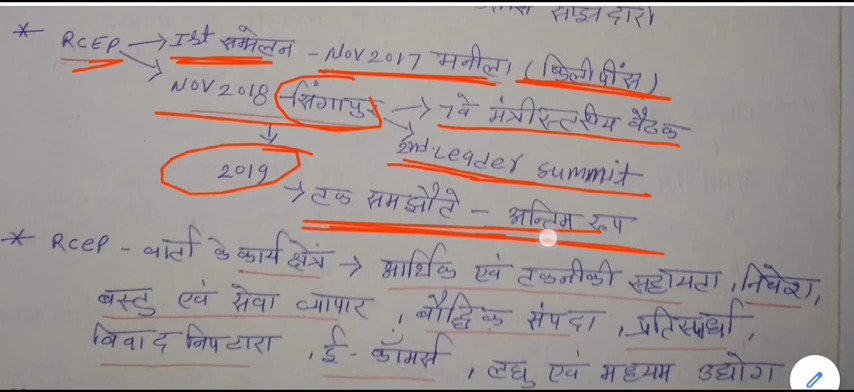 साझेदारी
* RCEP → Ist सम्मेलन - NOV 2017 मनीला (फिलीपींस)
NOV 2018 - सिंगापुर → 7वे मंत्रीस्तरीय बैठक
2nd Leader Summit
2019 → तक समझौते - अन्तिम रूप
* RCEP - वार्ता के कार्यक्षेत्र → आर्थिक एवं तकनीकी सहायता, निवेश,
वस्तु एवं सेवा व्यापार, बौद्धिक संपदा, प्रतिस्पर्धा,
विवाद निपटारा, ई-कॉमर्स, लघु एवं मध्यम उद्योग